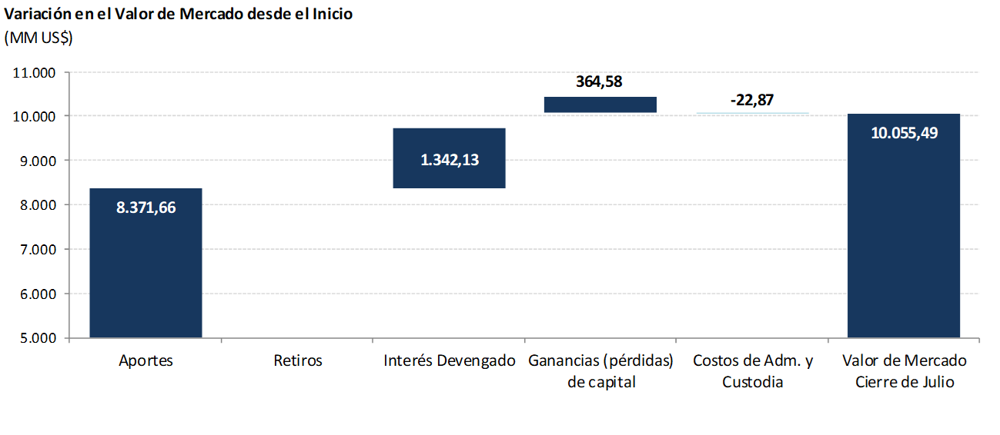 Variación en el Valor de Mercado desde el Inicio
(MM US$)
11.000
10.000
9.000
8.000
7.000
6.000
5.000
8.371,66
1.342,13
364,58
-22,87
10.055,49
Aportes
Retiros
Interés Devengado
Ganancias (pérdidas)
de capital
Costos de Adm. y
Custodia
Valor de Mercado
Cierre de Julio